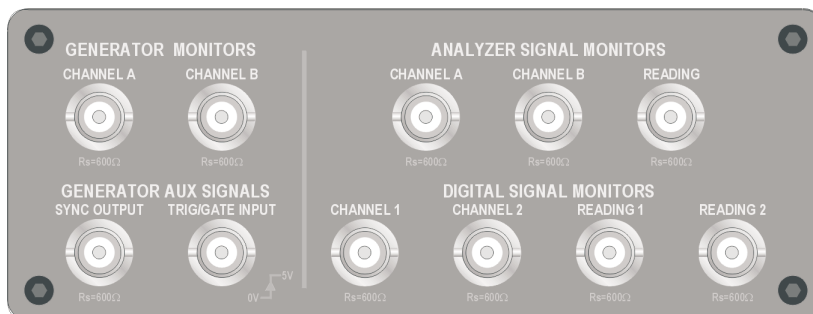 GENERATOR MONITORS
CHANNEL A
CHANNEL B
Rs=600Ω
Rs=600Ω
GENERATOR AUX SIGNALS
SYNC OUTPUT
TRIG/GATE INPUT
Rs=600Ω
5V
0V
ANALYZER SIGNAL MONITORS
CHANNEL A
CHANNEL B
READING
Rs=600Ω
Rs=600Ω
Rs=600Ω
DIGITAL SIGNAL MONITORS
CHANNEL 1
CHANNEL 2
READING 1
READING 2
Rs=600Ω
Rs=600Ω
Rs=600Ω
Rs=600Ω